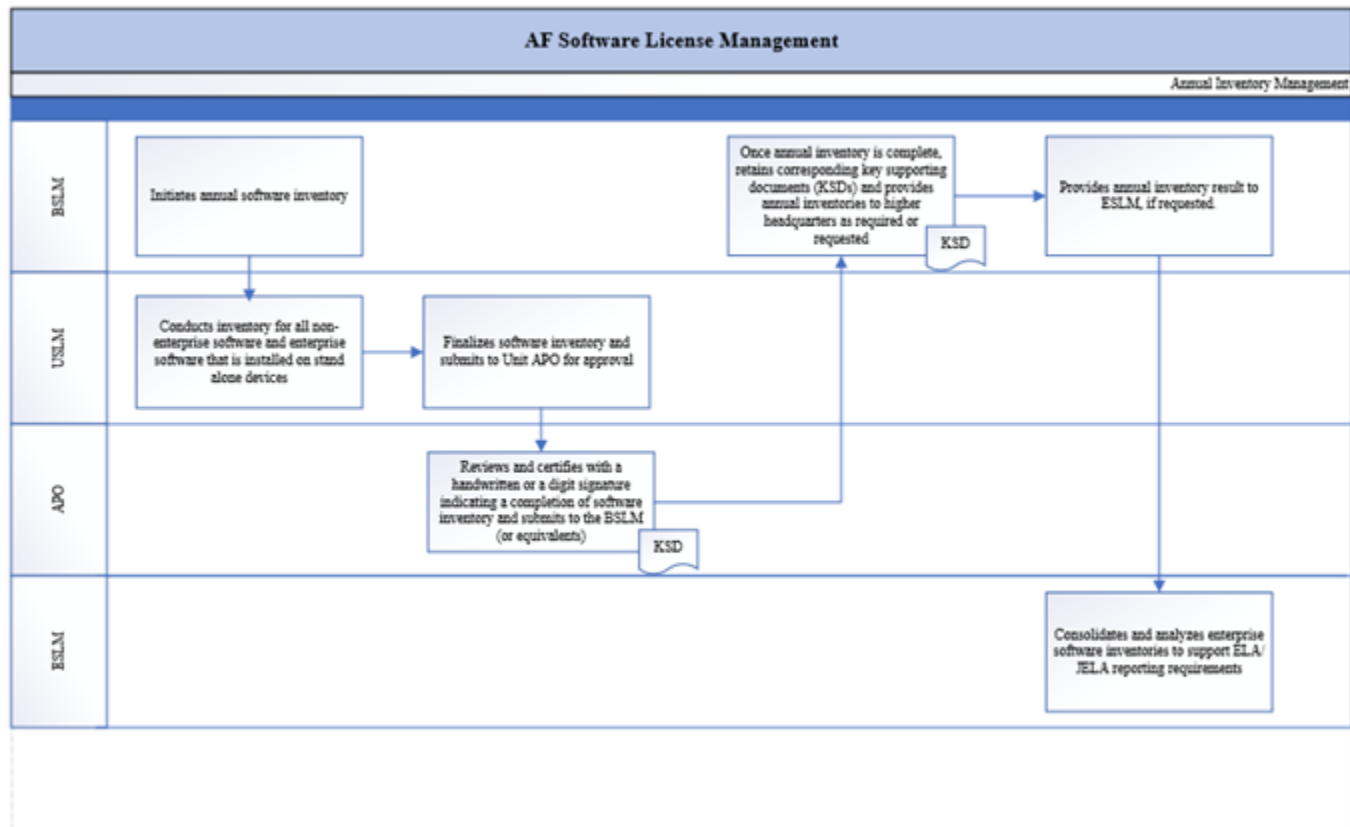 AF Software License Management
Annual Inventory Management
BSLM
Initiates annual software inventory
Once annual inventory is complete,
retains corresponding key supporting
documents (KSDs) and provides
annual inventories to higher
headquarters as required or
requested
KSD
Provides annual inventory result to
ESLM, if requested.
USLM
Conducts inventory for all non-
enterprise software and enterprise
software that is installed on stand
alone devices
Finalizes software inventory and
submits to Unit APO for approval
APO
Reviews and certifies with a
handwritten or a digit signature
indicating a completion of software
inventory and submits to the BSLM
(or equivalents)
KSD
ESLM
Consolidates and analyzes enterprise
software inventories to support ELA/
JELA reporting requirements